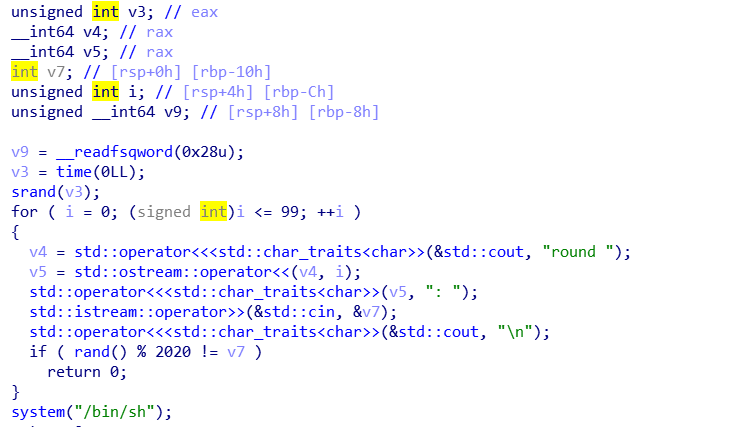 unsigned int v3; // eax
__int64 v4; // rax
__int64 v5; // rax
int v7; // [rsp+0h] [rbp-10h]
unsigned int i; // [rsp+4h] [rbp-Ch]
unsigned __int64 v9; // [rsp+8h] [rbp-8h]
v9 = __readfsqword(0x28u);
v3 = time(0LL);
srand(v3);
for ( i = 0; (signed int)i <= 99; ++i )
{
v4 = std::operator<<<std::char_traits<char>>(&std::cout, "round ");
v5 = std::ostream::operator<<(v4, i);
std::operator<<<std::char_traits<char>>(v5, ": ");
std::istream::operator>>(&std::cin, &v7);
std::operator<<<std::char_traits<char>>(&std::cout, "\n");
if ( rand() % 2020 != v7 )
return 0;
}
system("/bin/sh");